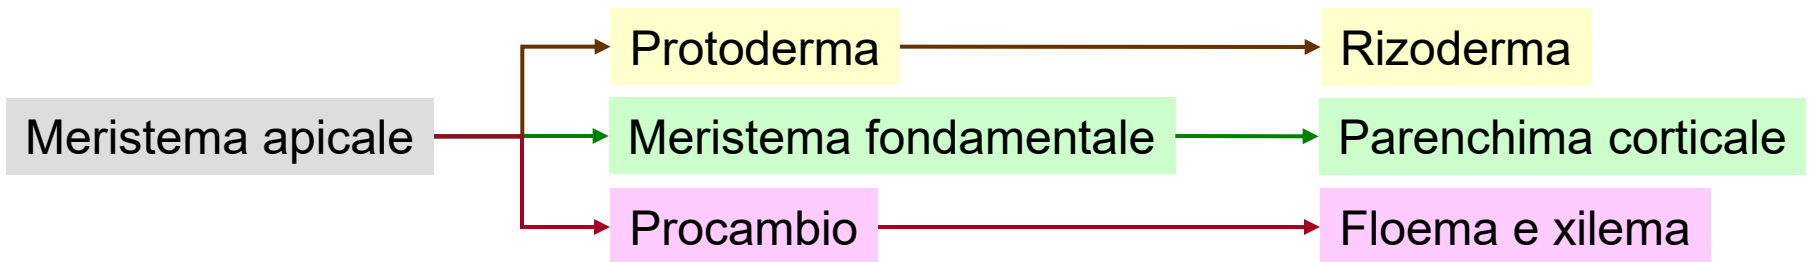 Protoderma
Rizoderma
Meristema apicale
Meristema fondamentale
Parenchima corticale
Procambio
Floema e xilema